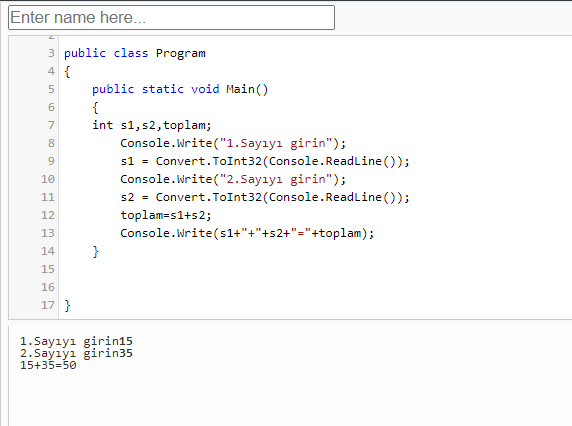 Enter name here...
2
3 public class Program
4 {
5 public static void Main()
6 {
7 int s1,s2,toplam;
8 Console.Write("1.Sayıyı girin");
9 s1 = Convert.ToInt32(Console.ReadLine());
10 Console.Write("2.Sayıyı girin");
11 s2 = Convert.ToInt32(Console.ReadLine());
12 toplam=s1+s2;
13 Console.Write(s1+"+"+s2+"="+toplam);
14 }
15
16
17 }
1.Sayıyı girin15
2.Sayıyı girin35
15+35=50